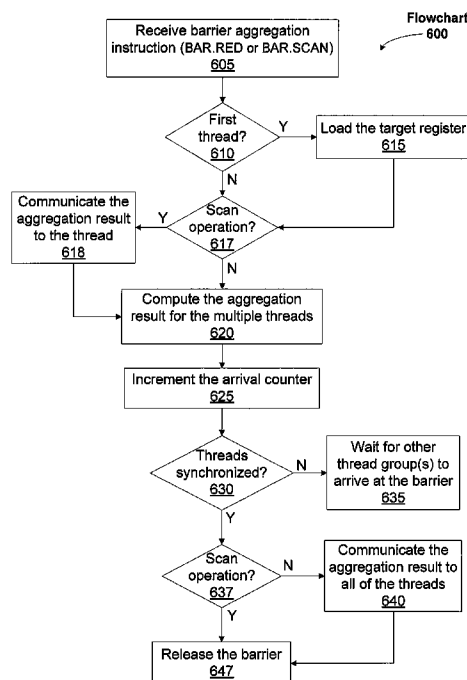 Flowchart
600
Receive barrier aggregation
instruction (BAR.RED or BAR.SCAN)
605
First
thread?
610
Y
N
Load the target register
615
Scan
operation?
617
Y
N
Communicate the
aggregation result
to the thread
618
Compute the aggregation
result for the multiple threads
620
Increment the arrival counter
625
Threads
synchronized?
630
N
Y
Wait for other
thread group(s) to
arrive at the barrier
635
Scan
operation?
637
N
Y
Communicate the
aggregation result to
all of the threads
640
Release the barrier
647